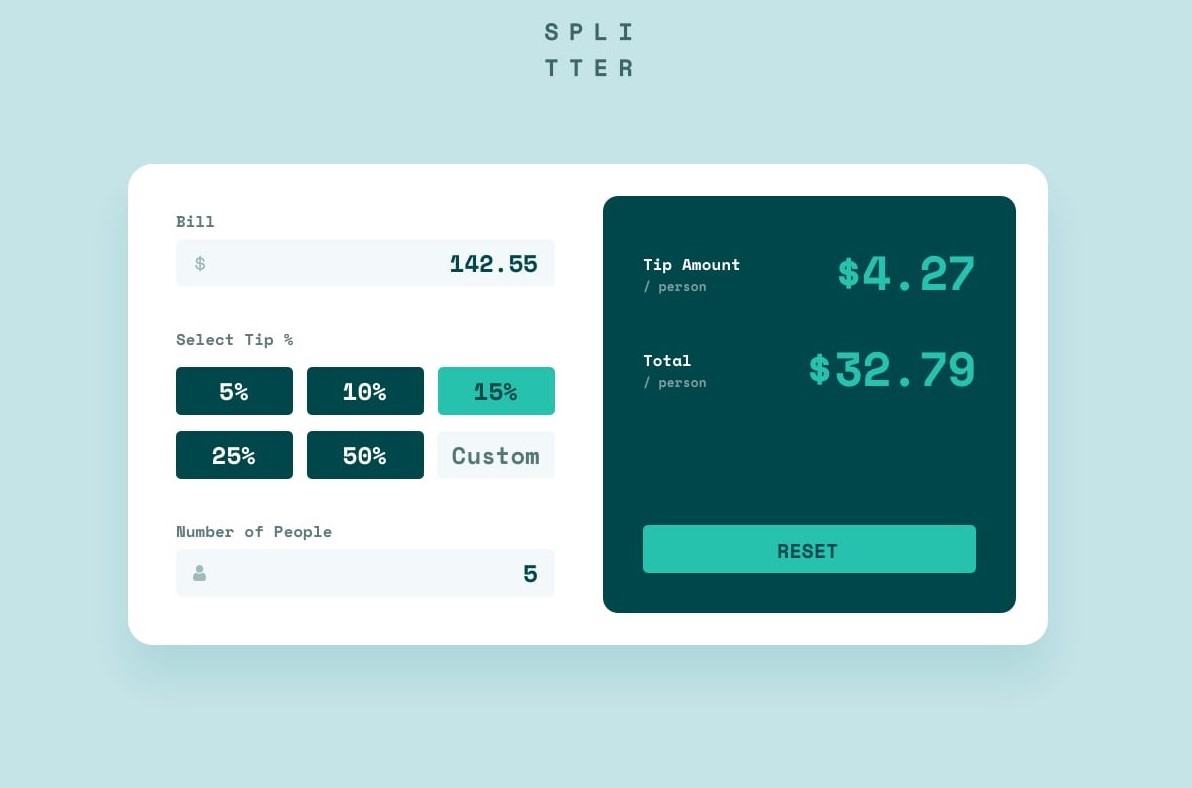 SPLI
TTER
Bill
$ 142.55
Select Tip %
5% 10% 15%
25% 50% Custom
Number of People
5
Tip Amount
/ person
$4.27
Total
/ person
$32.79
RESET